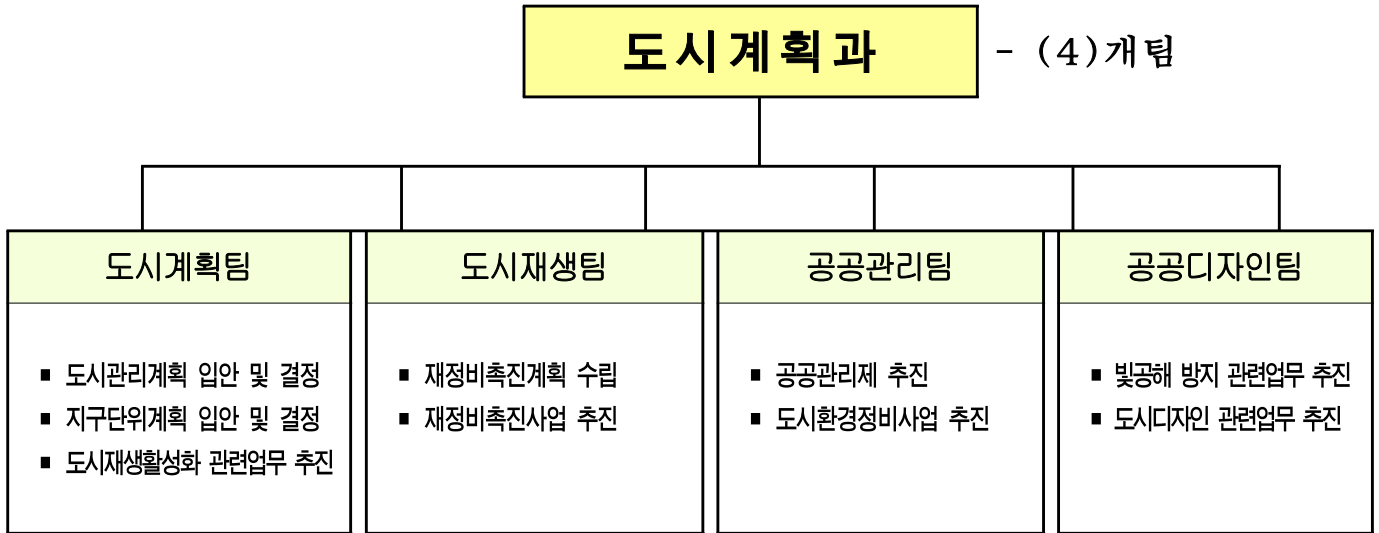 도시계획과 - (4)개팀
도시계획팀
▪ 도시관리계획 입안 및 결정
▪ 지구단위계획 입안 및 결정
▪ 도시재생활성화 관련업무 추진
도시재생팀
▪ 재정비촉진계획 수립
▪ 재정비촉진사업 추진
공공관리팀
▪ 공공관리제 추진
▪ 도시환경정비사업 추진
공공디자인팀
▪ 빛공해 방지 관련업무 추진
▪ 도시디자인 관련업무 추진